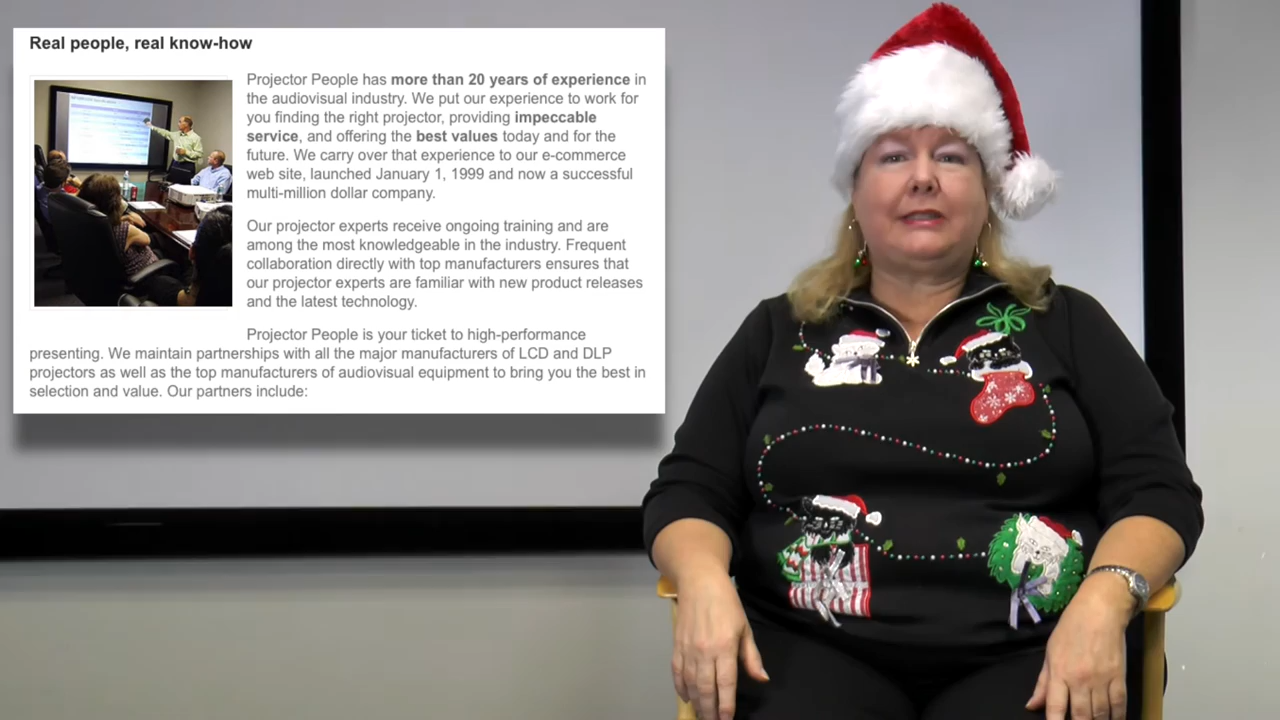 Real people, real know-how
Projector People has more than 20 years of experience in
the audiovisual industry. We put our experience to work for
you finding the right projector, providing impeccable
service, and offering the best values today and for the
future. We carry over that experience to our e-commerce
web site, launched January 1, 1999 and now a successful
multi-million dollar company.
Our projector experts receive ongoing training and are
among the most knowledgeable in the industry. Frequent
collaboration directly with top manufacturers ensures that
our projector experts are familiar with new product releases
and the latest technology.
Projector People is your ticket to high-performance
presenting. We maintain partnerships with all the major manufacturers of LCD and DLP
projectors as well as the top manufacturers of audiovisual equipment to bring you the best in
selection and value. Our partners include: